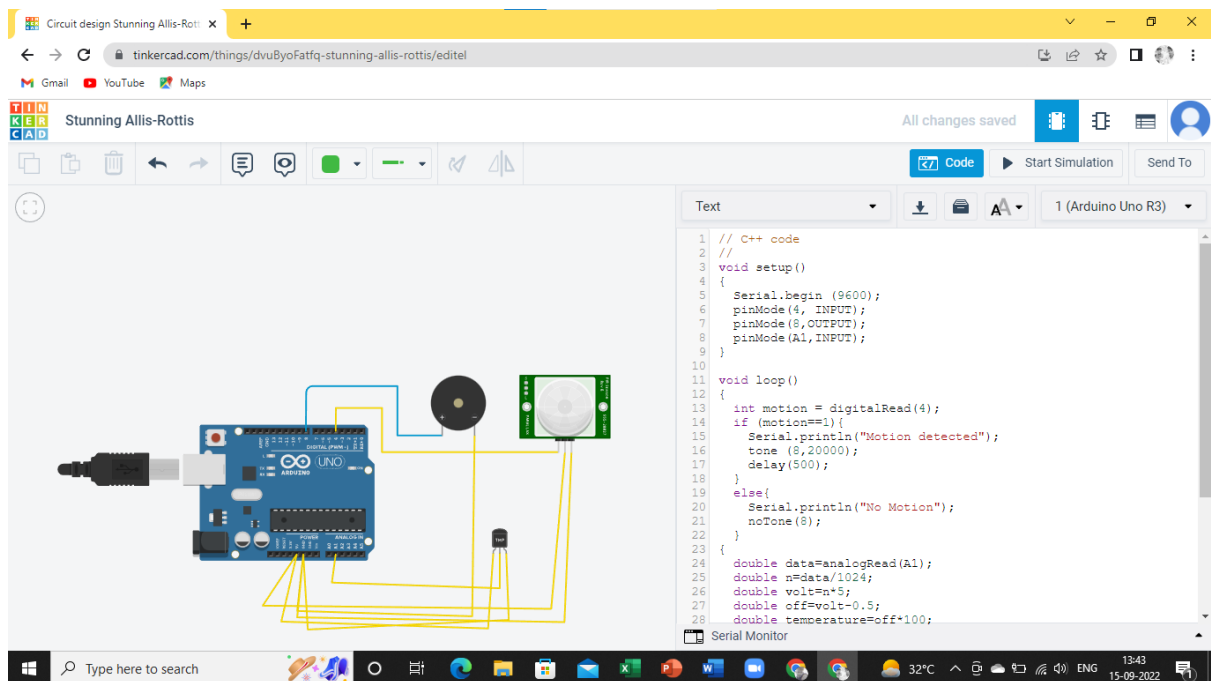 Circuit design Stunning Allis-Rott
tinkercad.com/things/dvuByoFatfq-stunning-allis-rottis/editel
Gmail YouTube Maps
TIN
KER
CAD
Stunning Allis-Rottis
All changes saved
Code
Start Simulation
Send To
Text
1 (Arduino Uno R3)
1 // C++ code
2 //
3 void setup()
4 {
5 Serial.begin (9600);
6 pinMode(4, INPUT);
7 pinMode(8,OUTPUT);
8 pinMode(A1,INPUT);
9 }
10
11 void loop()
12 {
13 int motion = digitalRead(4);
14 if (motion==1){
15 Serial.println("Motion detected");
16 tone (8,20000);
17 delay(500);
18 }
19 else{
20 Serial.println("No Motion");
21 noTone(8);
22 }
23 {
24 double data=analogRead(A1);
25 double n=data/1024;
26 double volt=n*5;
27 double off=volt-0.5;
28 double temperature=off*100;
DIGITAL (PWM~)
UNO
ARDUINO
POWER
ANALOG IN
TMP
Serial Monitor
Type here to search
32°C
ENG
13:43
15-09-2022